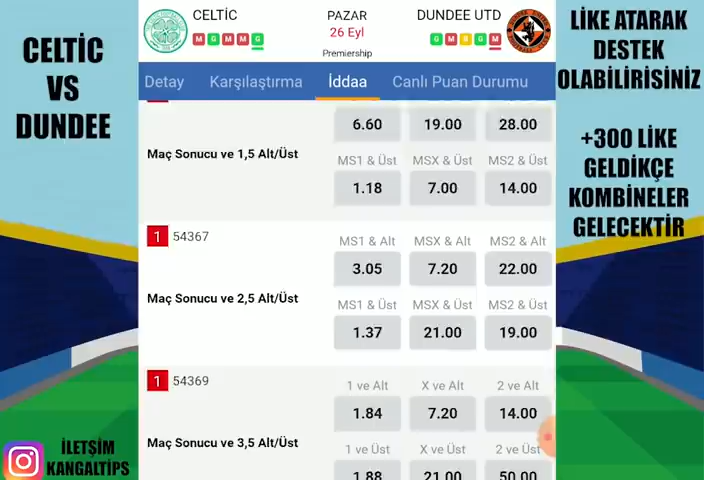 CELTİC
VS
DUNDEE
CELTİC
M G M M G
PAZAR
26 Eyl
Premiership
DUNDEE UTD
G M B G M
Detay Karşılaştırma İddaa Canlı Puan Durumu
6.60 19.00 28.00
Maç Sonucu ve 1,5 Alt/Üst
MS1 & Üst MSX & Üst MS2 & Üst
1.18 7.00 14.00
1 54367
MS1 & Alt MSX & Alt MS2 & Alt
3.05 7.20 22.00
Maç Sonucu ve 2,5 Alt/Üst
MS1 & Üst MSX & Üst MS2 & Üst
1.37 21.00 19.00
1 54369
1 ve Alt X ve Alt 2 ve Alt
1.84 7.20 14.00
Maç Sonucu ve 3,5 Alt/Üst
1 ve Üst X ve Üst 2 ve Üst
1.88 21.00 50.00
LİKE ATARAK
DESTEK
OLABİLİRİSİNİZ
+300 LİKE
GELDİKÇE
KOMBİNELER
GELECEKTİR
İLETŞİM
KANGALTİPS